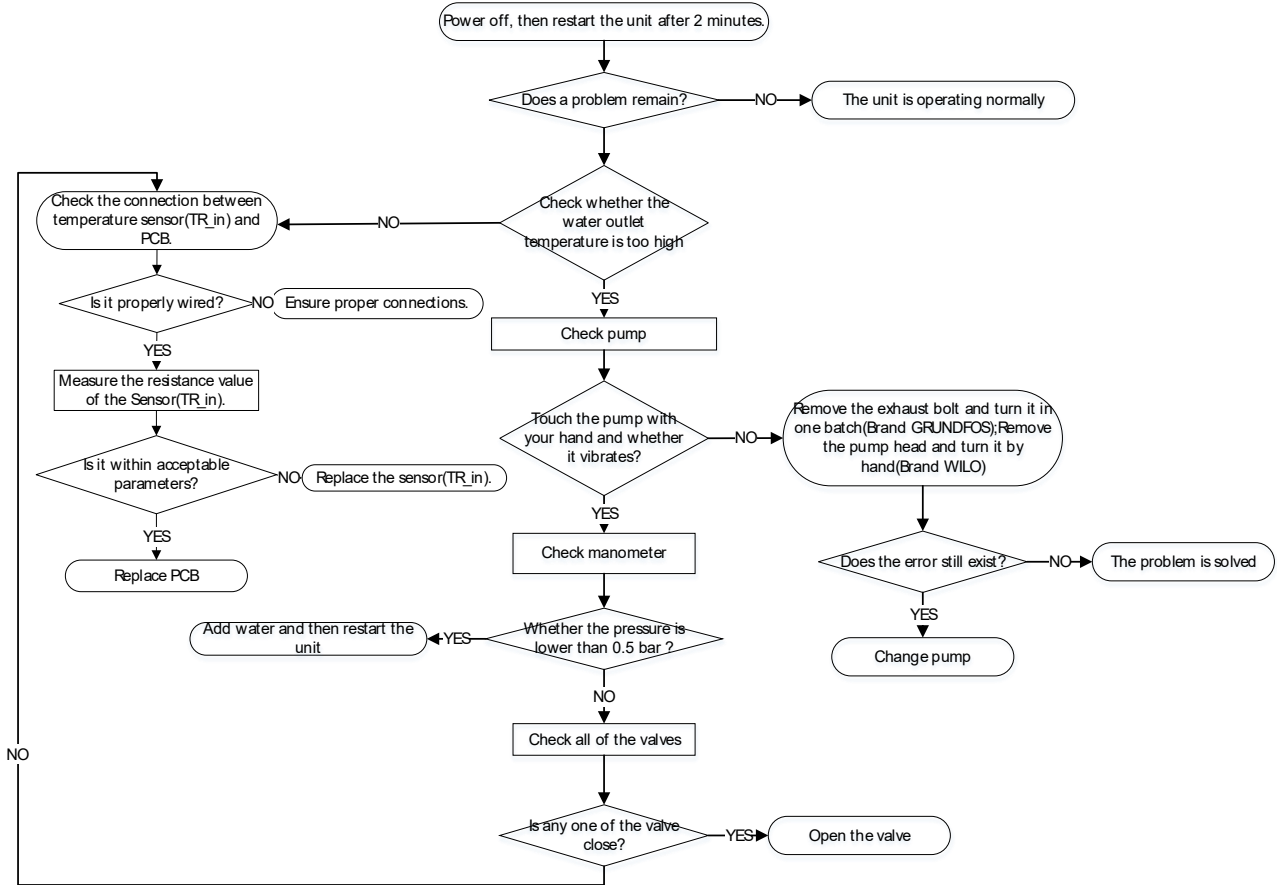 Power off, then restart the unit after 2 minutes.
Does a problem remain?
NO
The unit is operating normally
Check whether the
water outlet
temperature is too high
NO
Check the connection between
temperature sensor(TR_in) and
PCB.
YES
Is it properly wired?
NO
Ensure proper connections.
Check pump
YES
Measure the resistance value
of the Sensor(TR_in).
Touch the pump with
your hand and whether
it vibrates?
NO
Remove the exhaust bolt and turn it in
one batch(Brand GRUNDFOS);Remove
the pump head and turn it by
hand(Brand WILO)
Is it within acceptable
parameters?
NO
Replace the sensor(TR_in).
YES
YES
Replace PCB
Check manometer
Does the error still exist?
NO
The problem is solved
YES
Change pump
Whether the pressure is
lower than 0.5 bar ?
YES
Add water and then restart the
unit
NO
Check all of the valves
NO
Is any one of the valve
close?
YES
Open the valve